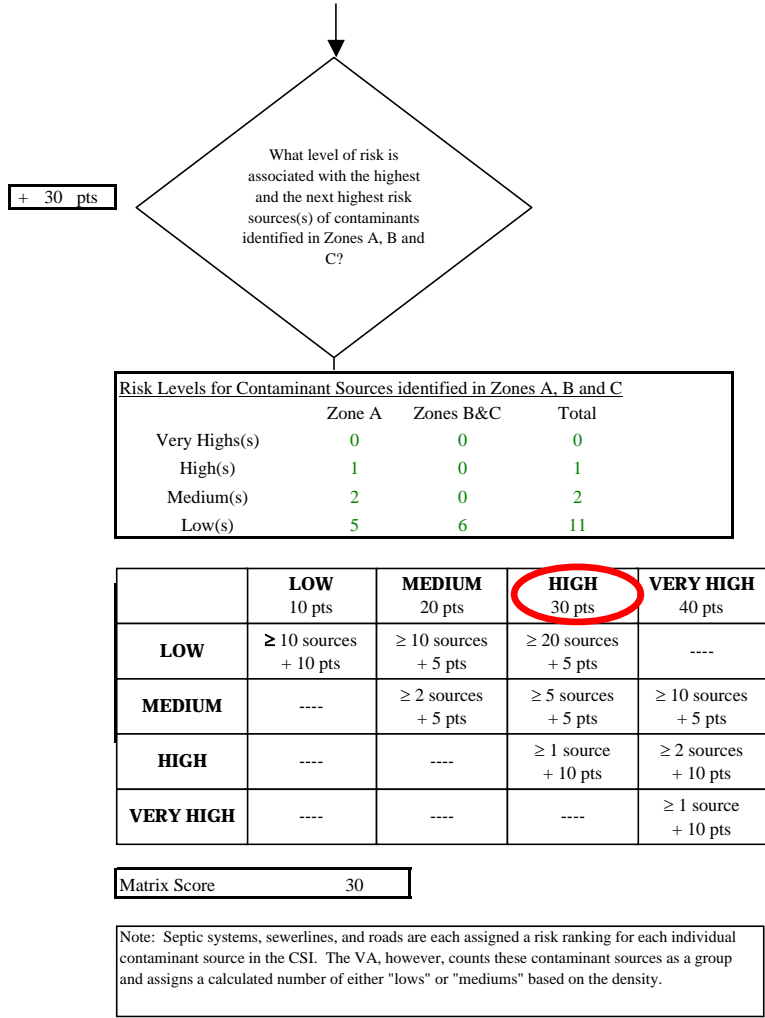 What level of risk is
associated with the highest
and the next highest risk
sources(s) of contaminants
identified in Zones A, B and
C?
+ 30 pts
Risk Levels for Contaminant Sources identified in Zones A, B and C
Zone A Zones B&C Total
Very Highs(s) 0 0 0
High(s) 1 0 1
Medium(s) 2 0 2
Low(s) 5 6 11
LOW MEDIUM HIGH VERY HIGH
10 pts 20 pts 30 pts 40 pts
LOW ≥ 10 sources ≥ 10 sources ≥ 20 sources ----
+ 10 pts + 5 pts + 5 pts
MEDIUM ---- ≥ 2 sources ≥ 5 sources ≥ 10 sources
+ 5 pts + 5 pts + 5 pts
HIGH ---- ---- ≥ 1 source ≥ 2 sources
+ 10 pts + 10 pts
VERY HIGH ---- ---- ---- ≥ 1 source
+ 10 pts
Matrix Score 30
Note: Septic systems, sewerlines, and roads are each assigned a risk ranking for each individual
contaminant source in the CSI. The VA, however, counts these contaminant sources as a group
and assigns a calculated number of either "lows" or "mediums" based on the density.